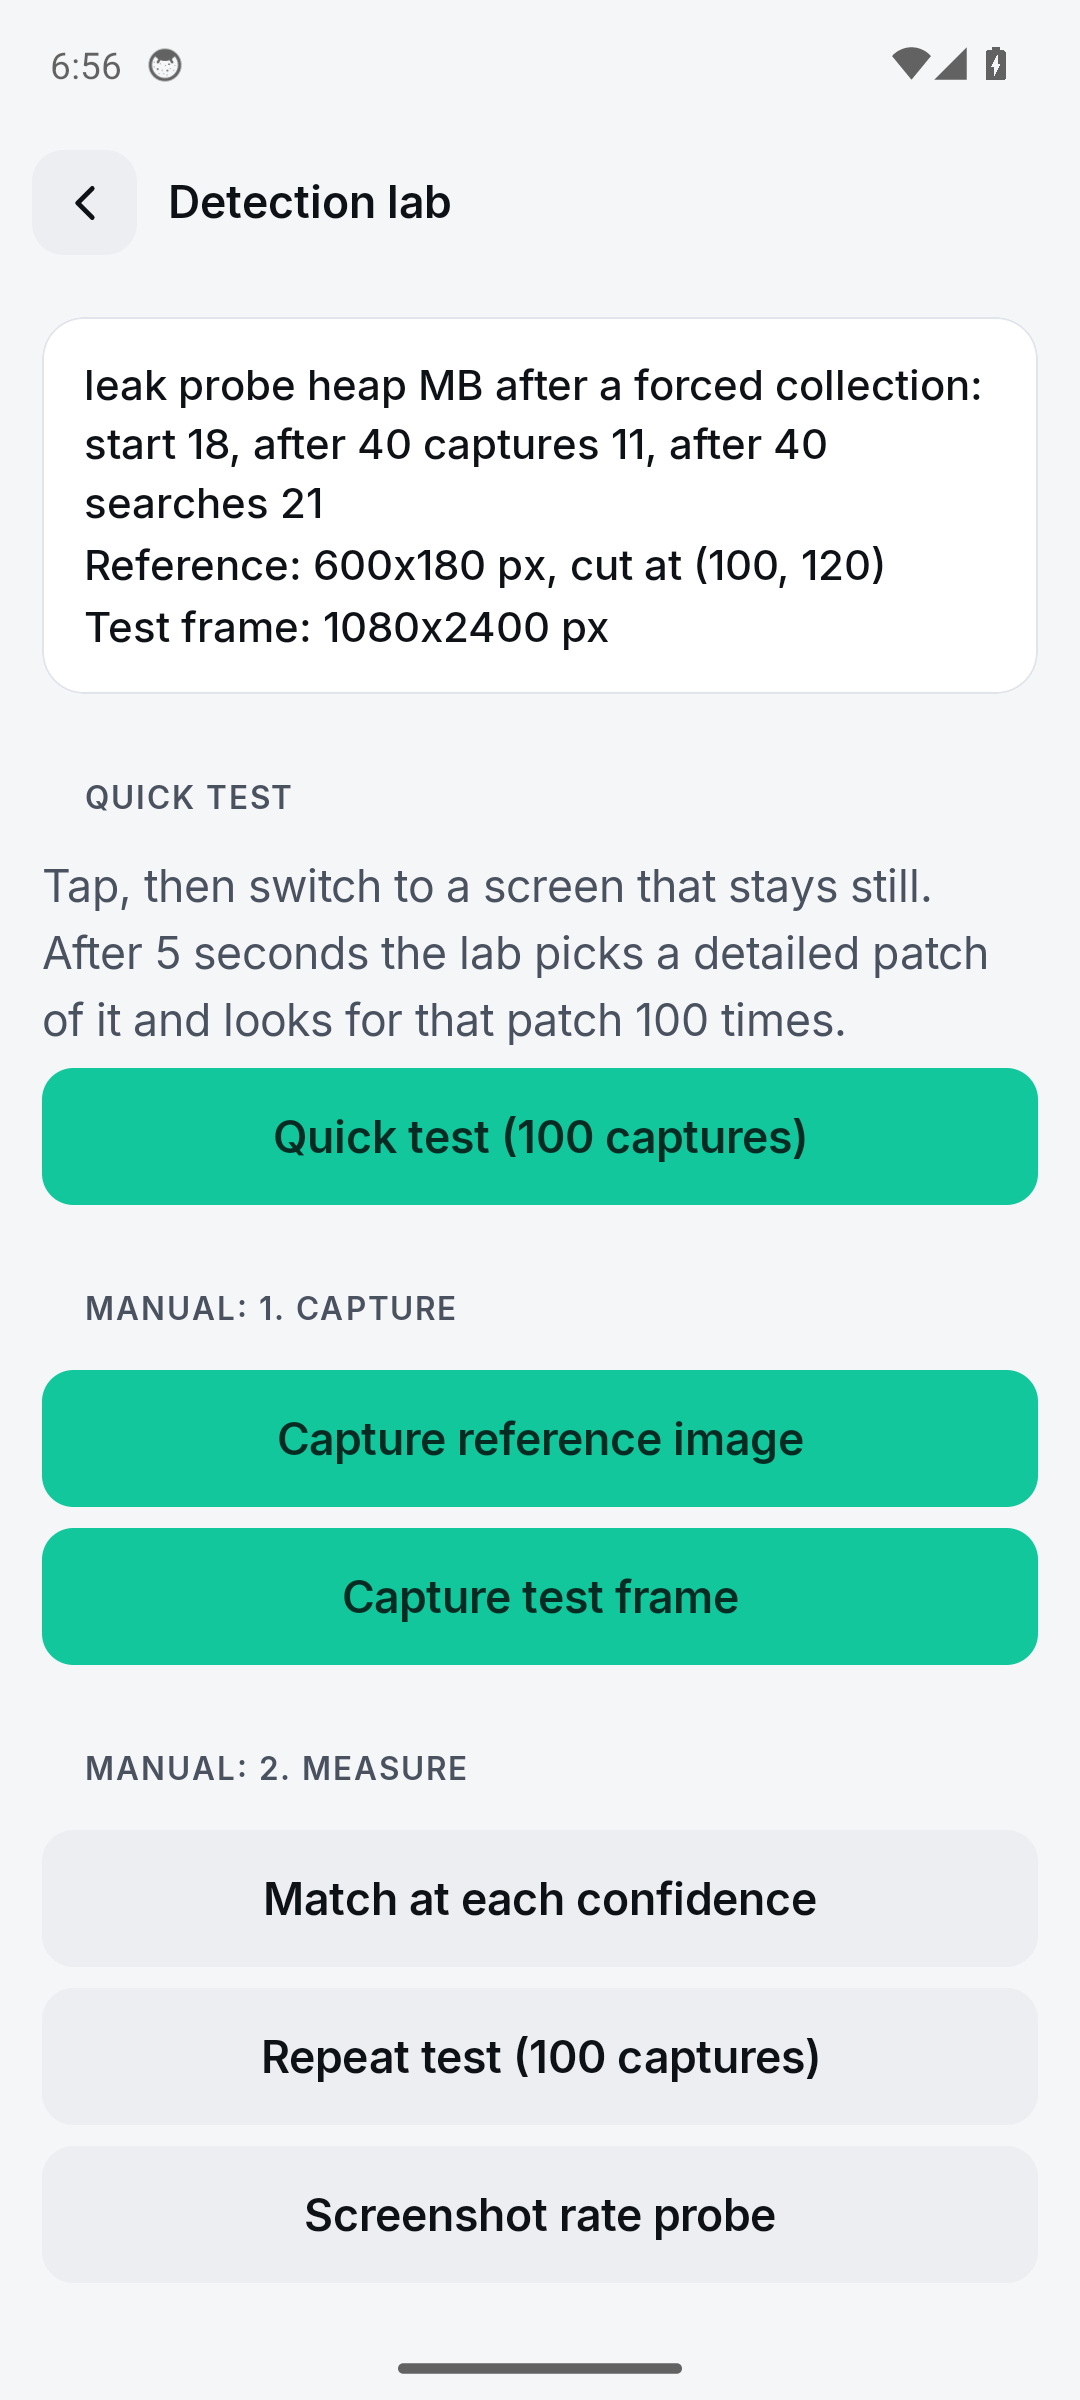 6:56
Detection lab
leak probe heap MB after a forced collection:
start 18, after 40 captures 11, after 40
searches 21
Reference: 600x180 px, cut at (100, 120)
Test frame: 1080x2400 px
QUICK TEST
Tap, then switch to a screen that stays still.
After 5 seconds the lab picks a detailed patch
of it and looks for that patch 100 times.
Quick test (100 captures)
MANUAL: 1. CAPTURE
Capture reference image
Capture test frame
MANUAL: 2. MEASURE
Match at each confidence
Repeat test (100 captures)
Screenshot rate probe